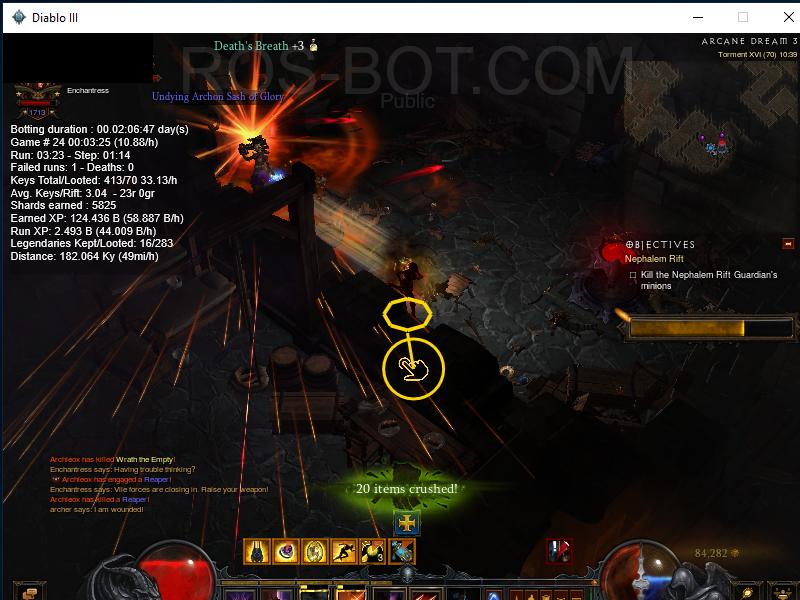 Diablo III
Death's Breath +3
ARCANE DREAM 3
Torment XVI (70) 10:39
ROS-BOT.COM
Public
Undying Archon Sash of Glory
Enchantress
1713
Botting duration : 00.02:06:47 day(s)
Game # 24 00:03:25 (10.88/h)
Run: 03:23 - Step: 01:14
Failed runs: 1 - Deaths: 0
Keys Total/Looted: 413/70 33.13/h
Avg. Keys/Rift: 3.04 - 23r 0gr
Shards earned : 5825
Earned XP: 124.436 B (58.887 B/h)
Run XP: 2.493 B (44.009 B/h)
Legendaries Kept/Looted: 16/283
Distance: 182.064 Ky (49mi/h)
OBJECTIVES
Nephalem Rift
Kill the Nephalem Rift Guardian's
minions
Archleox has killed Wrath the Empty!
Enchantress says: Having trouble thinking?
Archleox has engaged a Reaper!
Enchantress says: Vile forces are closing in. Raise your weapon!
Archleox has killed a Reaper!
archer says: I am wounded!
20 items crushed!
3
84,282